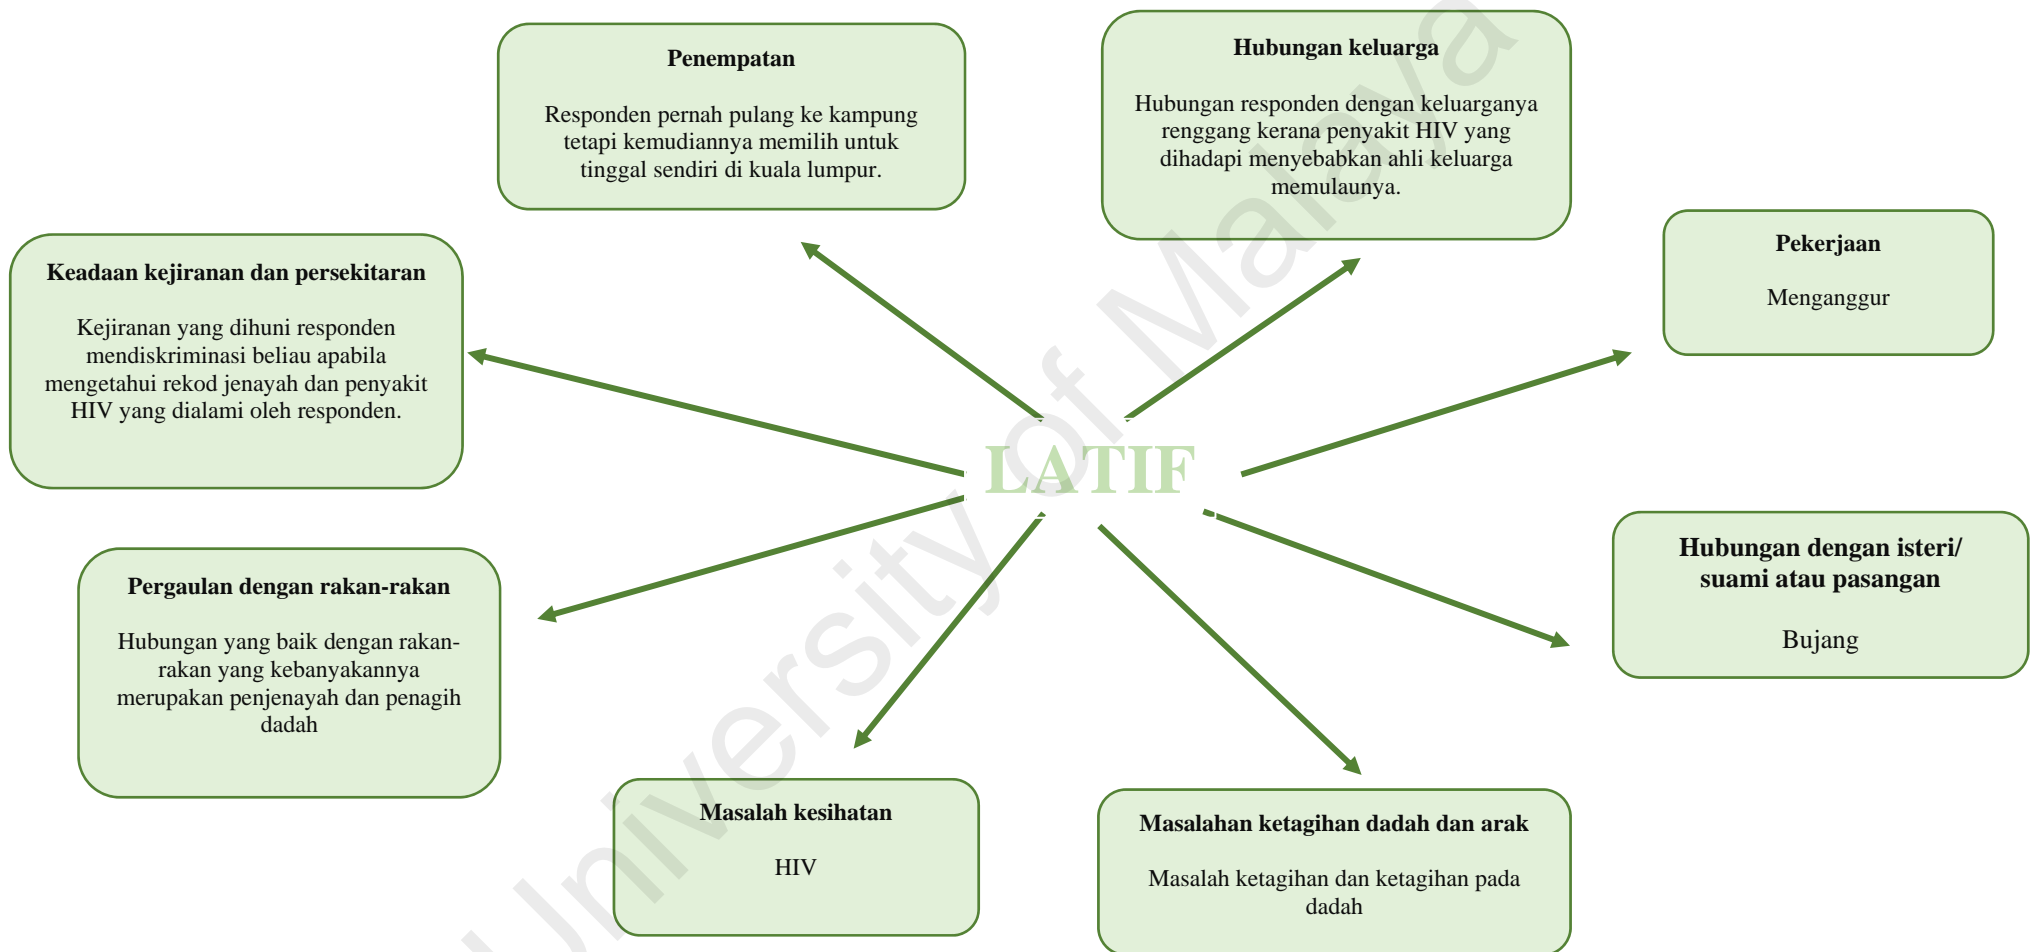 Penempatan
Responden pernah pulang ke kampung
tetapi kemudiannya memilih untuk
tinggal sendiri di kuala lumpur.
Hubungan keluarga
Hubungan responden dengan keluarganya
renggang kerana penyakit HIV yang
dihadapi menyebabkan ahli keluarga
memulaunya.
Pekerjaan
Menganggur
Keadaan kejiranan dan persekitaran
Kejiranan yang dihuni responden
mendiskriminasi beliau apabila
mengetahui rekod jenayah dan penyakit
HIV yang dialami oleh responden.
LATIF
Hubungan dengan isteri/
suami atau pasangan
Bujang
Pergaulan dengan rakan-rakan
Hubungan yang baik dengan rakan-
rakan yang kebanyakannya
merupakan penjenayah dan penagih
dadah
Masalah kesihatan
HIV
Masalahan ketagihan dadah dan arak
Masalah ketagihan dan ketagihan pada
dadah
University of Malaya